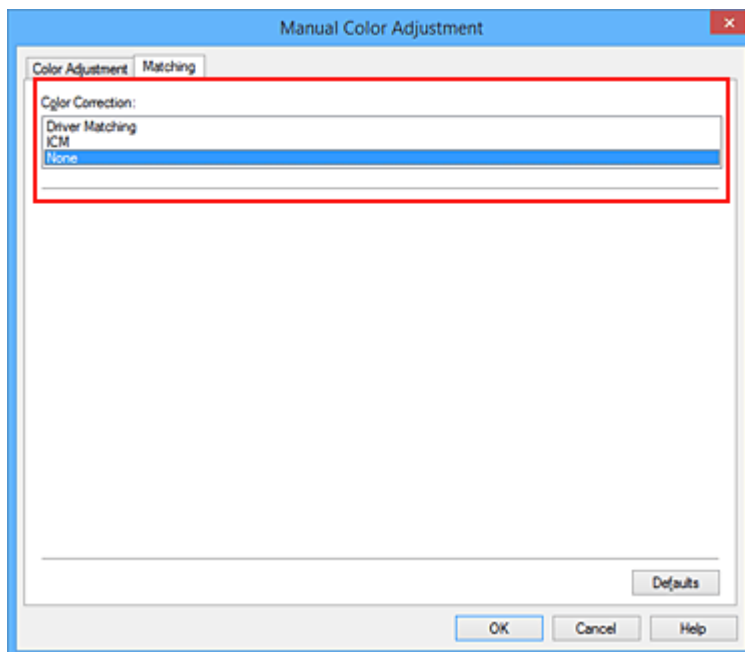 Manual Color Adjustment
Color Adjustment Matching
Color Correction:
Driver Matching
ICM
None
Defaults
OK Cancel Help